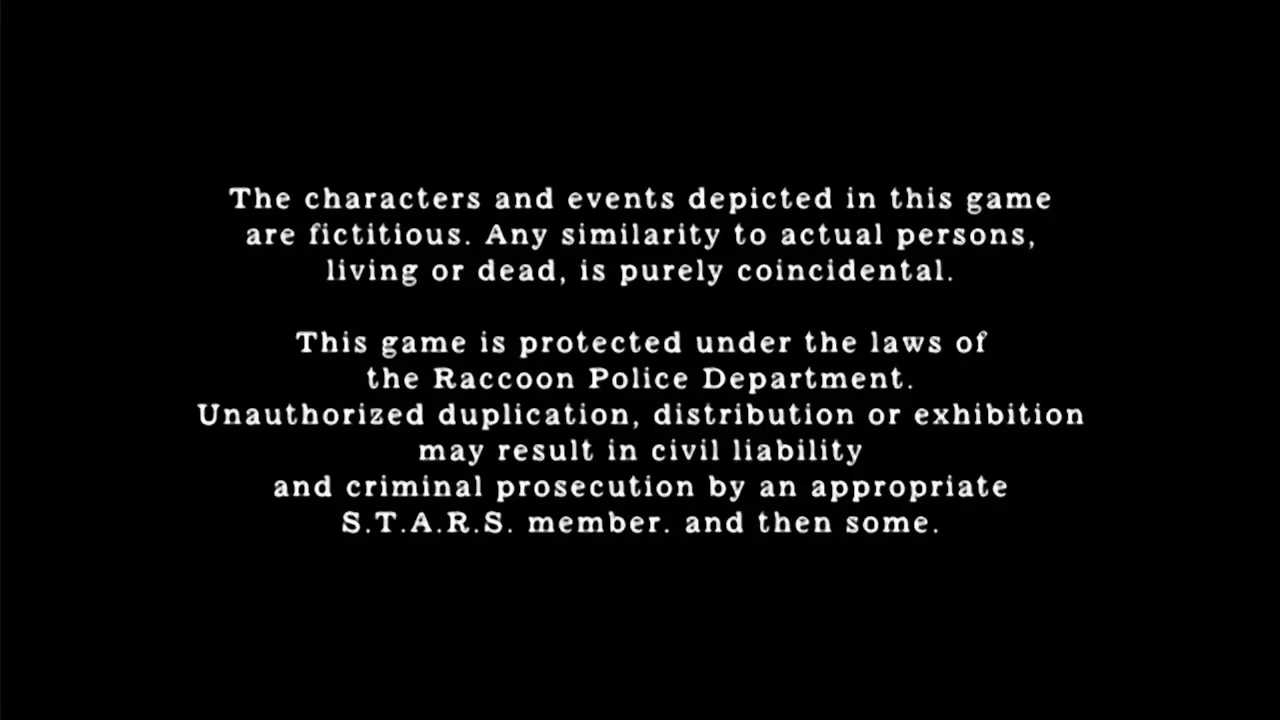 The characters and events depicted in this game
are fictitious. Any similarity to actual persons,
living or dead, is purely coincidental.
This game is protected under the laws of
the Raccoon Police Department.
Unauthorized duplication, distribution or exhibition
may result in civil liability
and criminal prosecution by an appropriate
S.T.A.R.S. member. and then some.